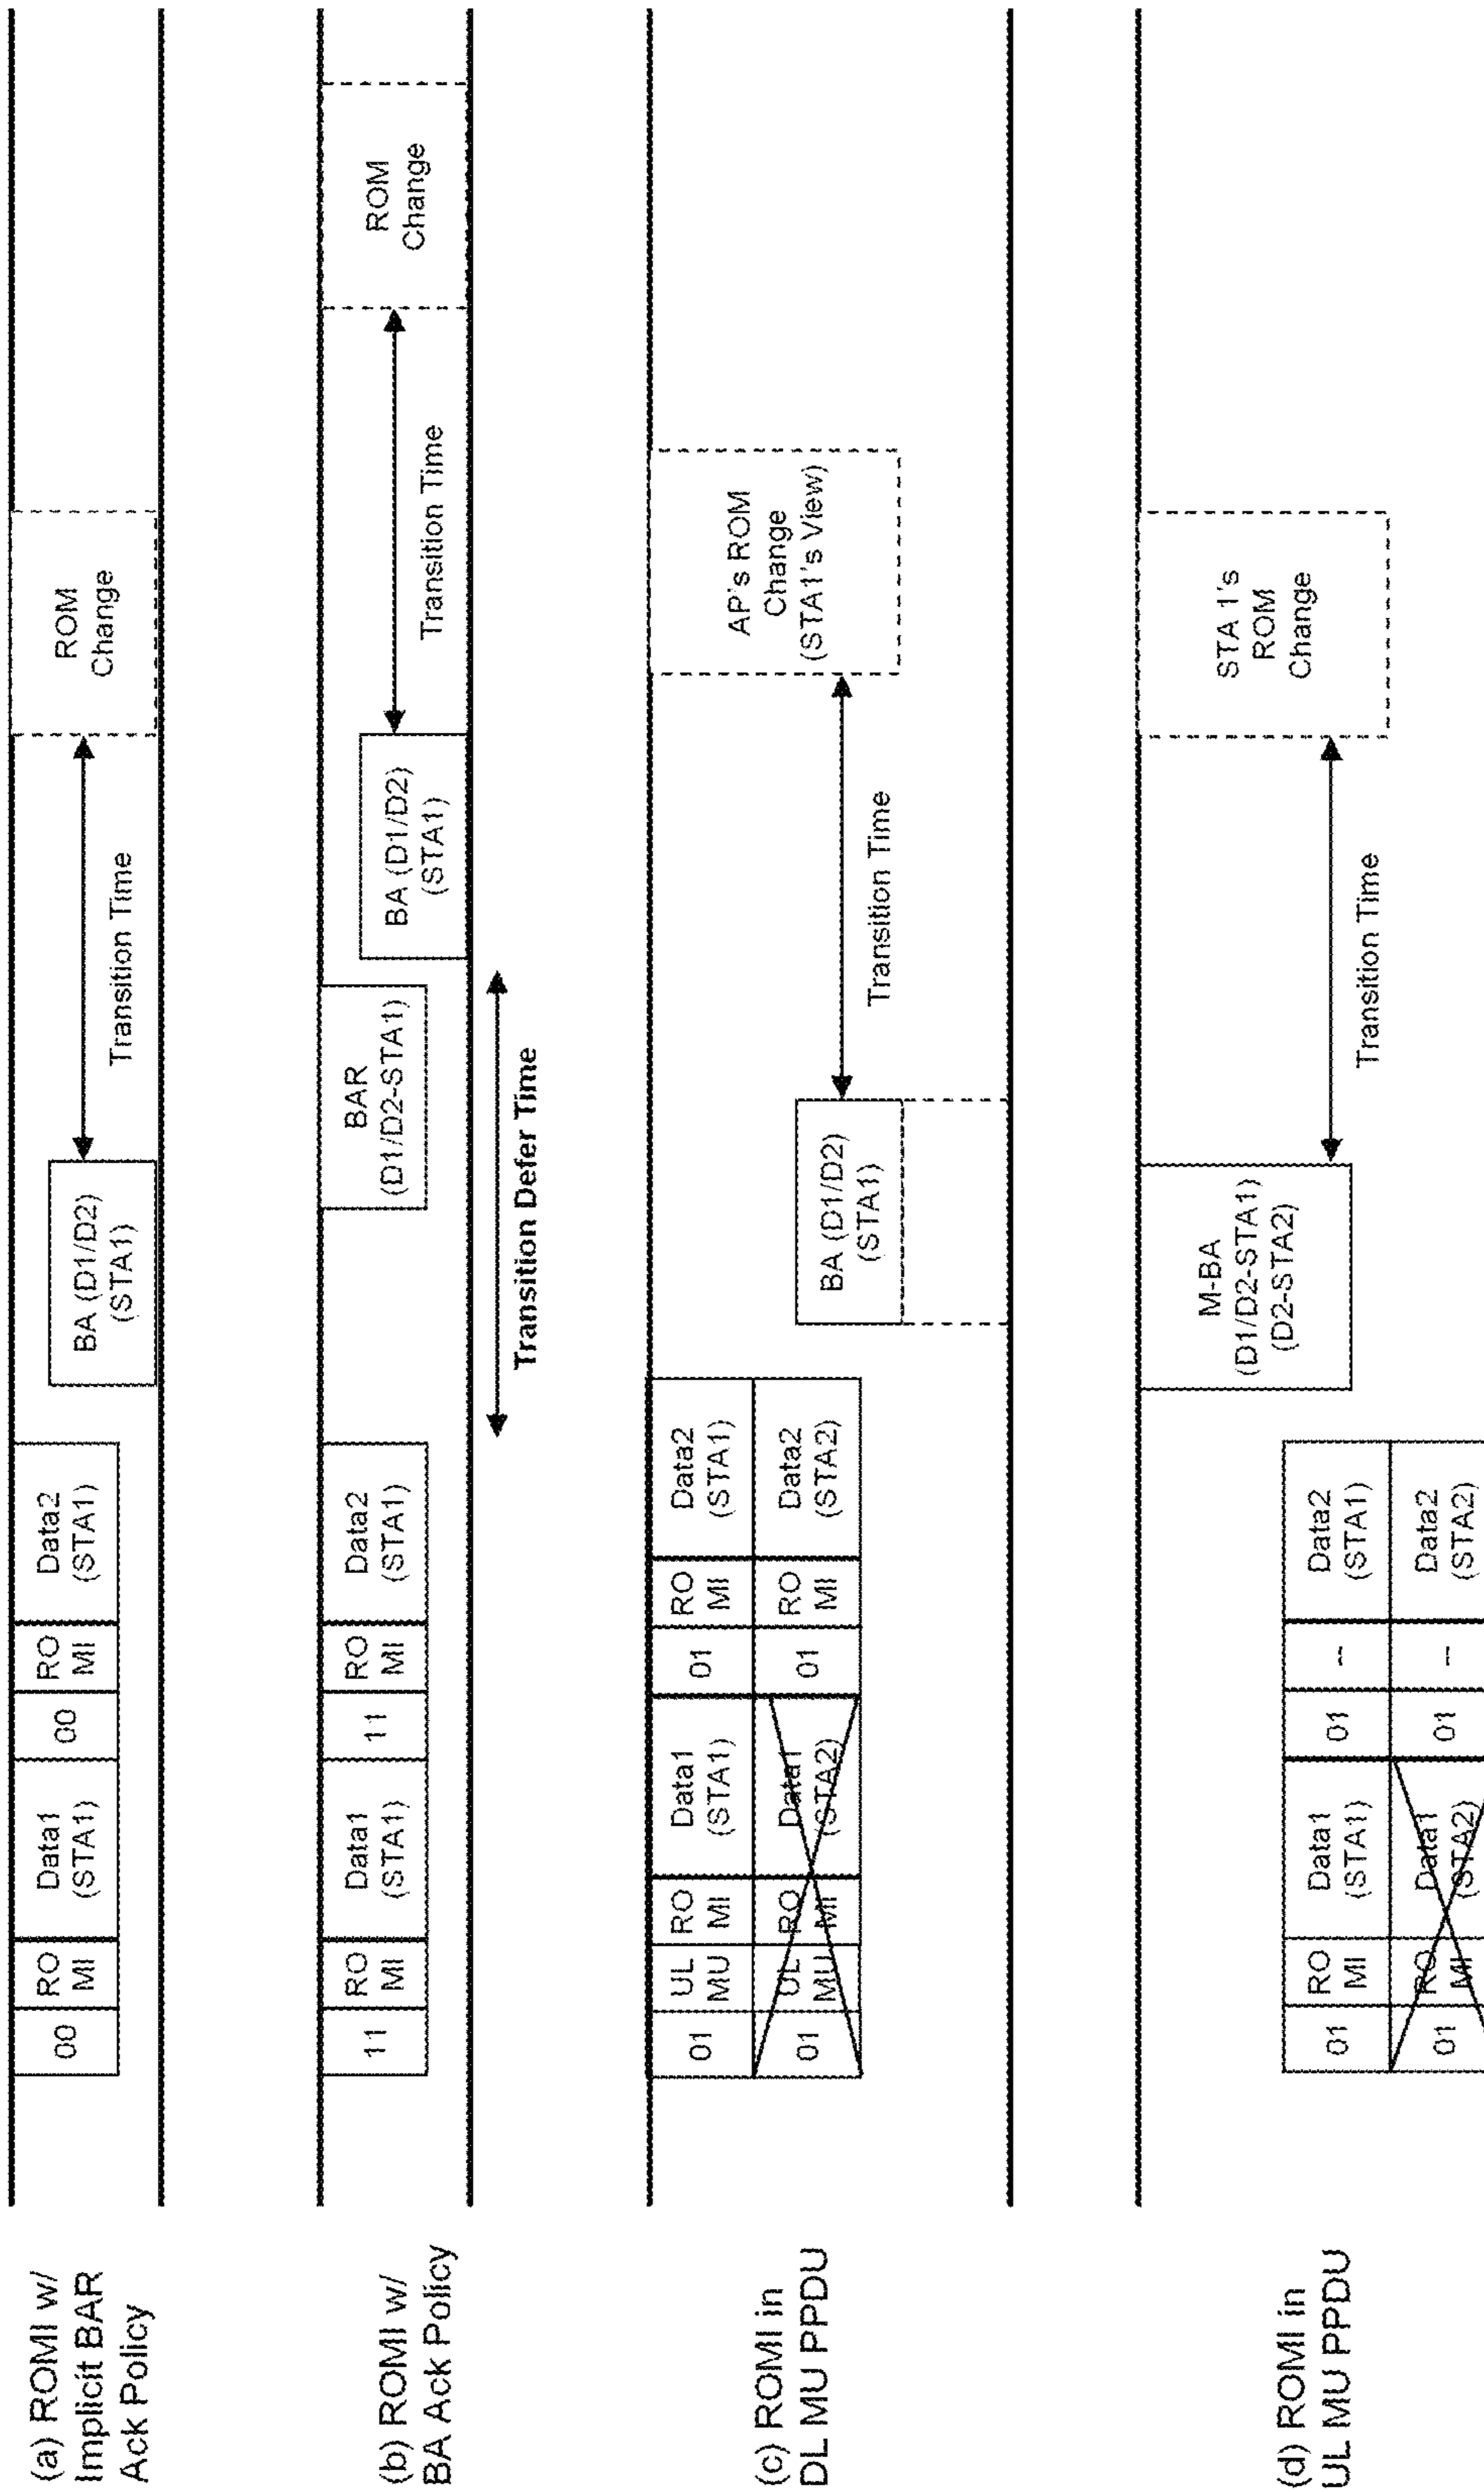 (a) ROMI w/
Implicit BAR
Ack Policy
00
RO
MI
Data1
(STA1)
00
RO
MI
Data2
(STA1)
BA (D1/D2)
(STA1)
Transition Time
ROM
Change
(b) ROMI w/
BA Ack Policy
11
RO
MI
Data1
(STA1)
11
RO
MI
Data2
(STA1)
Transition Defer Time
BAR
(D1/D2-STA1)
BA (D1/D2)
(STA1)
Transition Time
ROM
Change
(c) ROMI in
DL MU PPDU
01
UL
MU
RO
MI
Data1
(STA1)
01
RO
MI
Data2
(STA1)
01
UL
MU
RO
MI
Data1
(STA2)
01
RO
MI
Data2
(STA2)
BA (D1/D2)
(STA1)
Transition Time
AP's ROM
Change
(STA1's View)
(d) ROMI in
UL MU PPDU
01
RO
MI
Data1
(STA1)
01
--
Data2
(STA1)
01
RO
MI
Data1
(STA2)
01
--
Data2
(STA2)
M-BA
(D1/D2-STA1)
(D2-STA2)
Transition Time
STA 1's
ROM
Change